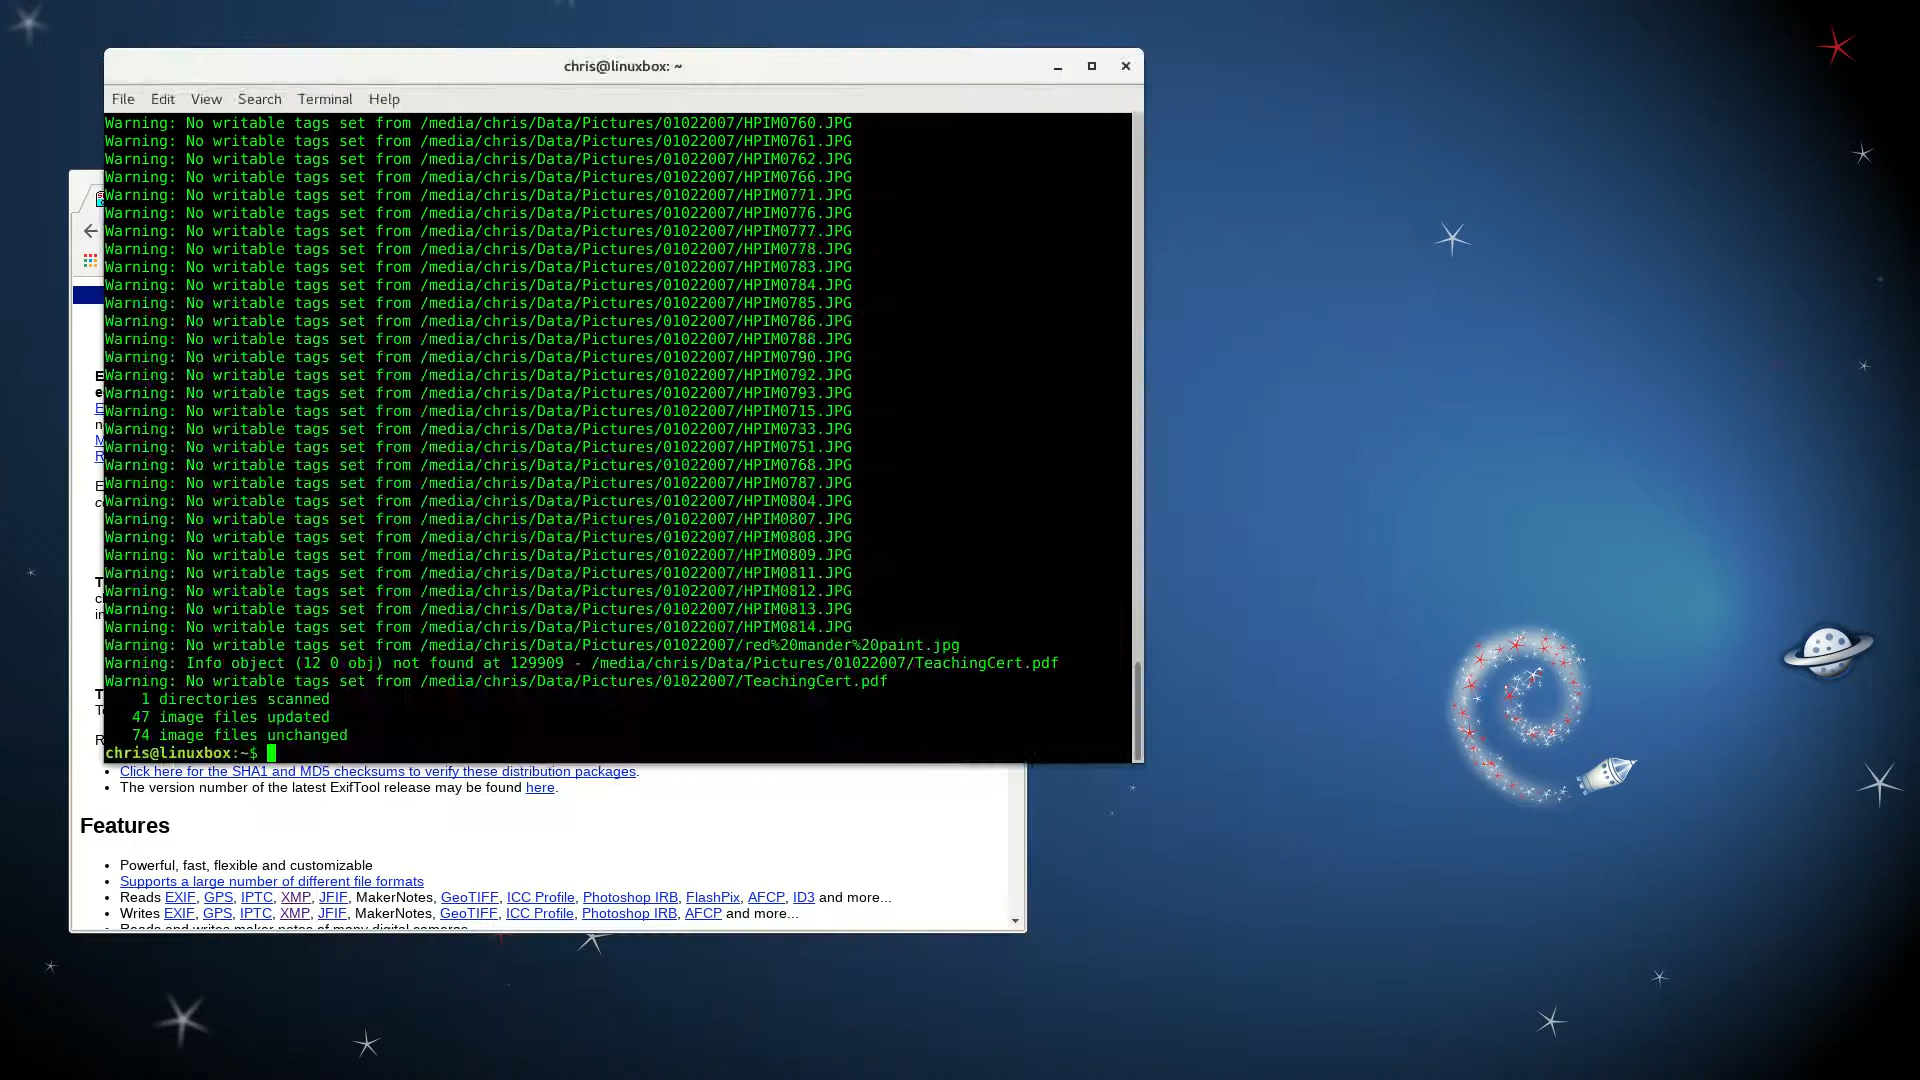 chris@linuxbox: ~
File Edit View Search Terminal Help
Warning: No writable tags set from /media/chris/Data/Pictures/01022007/HPIM0760.JPG
Warning: No writable tags set from /media/chris/Data/Pictures/01022007/HPIM0761.JPG
Warning: No writable tags set from /media/chris/Data/Pictures/01022007/HPIM0762.JPG
Warning: No writable tags set from /media/chris/Data/Pictures/01022007/HPIM0766.JPG
Warning: No writable tags set from /media/chris/Data/Pictures/01022007/HPIM0771.JPG
Warning: No writable tags set from /media/chris/Data/Pictures/01022007/HPIM0776.JPG
Warning: No writable tags set from /media/chris/Data/Pictures/01022007/HPIM0777.JPG
Warning: No writable tags set from /media/chris/Data/Pictures/01022007/HPIM0778.JPG
Warning: No writable tags set from /media/chris/Data/Pictures/01022007/HPIM0783.JPG
Warning: No writable tags set from /media/chris/Data/Pictures/01022007/HPIM0784.JPG
Warning: No writable tags set from /media/chris/Data/Pictures/01022007/HPIM0785.JPG
Warning: No writable tags set from /media/chris/Data/Pictures/01022007/HPIM0786.JPG
Warning: No writable tags set from /media/chris/Data/Pictures/01022007/HPIM0788.JPG
Warning: No writable tags set from /media/chris/Data/Pictures/01022007/HPIM0790.JPG
Warning: No writable tags set from /media/chris/Data/Pictures/01022007/HPIM0792.JPG
Warning: No writable tags set from /media/chris/Data/Pictures/01022007/HPIM0793.JPG
Warning: No writable tags set from /media/chris/Data/Pictures/01022007/HPIM0715.JPG
Warning: No writable tags set from /media/chris/Data/Pictures/01022007/HPIM0733.JPG
Warning: No writable tags set from /media/chris/Data/Pictures/01022007/HPIM0751.JPG
Warning: No writable tags set from /media/chris/Data/Pictures/01022007/HPIM0768.JPG
Warning: No writable tags set from /media/chris/Data/Pictures/01022007/HPIM0787.JPG
Warning: No writable tags set from /media/chris/Data/Pictures/01022007/HPIM0804.JPG
Warning: No writable tags set from /media/chris/Data/Pictures/01022007/HPIM0807.JPG
Warning: No writable tags set from /media/chris/Data/Pictures/01022007/HPIM0808.JPG
Warning: No writable tags set from /media/chris/Data/Pictures/01022007/HPIM0809.JPG
Warning: No writable tags set from /media/chris/Data/Pictures/01022007/HPIM0811.JPG
Warning: No writable tags set from /media/chris/Data/Pictures/01022007/HPIM0812.JPG
Warning: No writable tags set from /media/chris/Data/Pictures/01022007/HPIM0813.JPG
Warning: No writable tags set from /media/chris/Data/Pictures/01022007/HPIM0814.JPG
Warning: No writable tags set from /media/chris/Data/Pictures/01022007/red%20mander%20paint.jpg
Warning: Info object (12 0 obj) not found at 129909 - /media/chris/Data/Pictures/01022007/TeachingCert.pdf
Warning: No writable tags set from /media/chris/Data/Pictures/01022007/TeachingCert.pdf
1 directories scanned
47 image files updated
74 image files unchanged
chris@linuxbox:~$
Click here for the SHA1 and MD5 checksums to verify these distribution packages.
The version number of the latest ExifTool release may be found here.
Features
Powerful, fast, flexible and customizable
Supports a large number of different file formats
Reads EXIF, GPS, IPTC, XMP, JFIF, MakerNotes, GeoTIFF, ICC Profile, Photoshop IRB, FlashPix, AFCP, ID3 and more...
Writes EXIF, GPS, IPTC, XMP, JFIF, MakerNotes, GeoTIFF, ICC Profile, Photoshop IRB, AFCP and more...
Reads and writes maker notes of many digital cameras